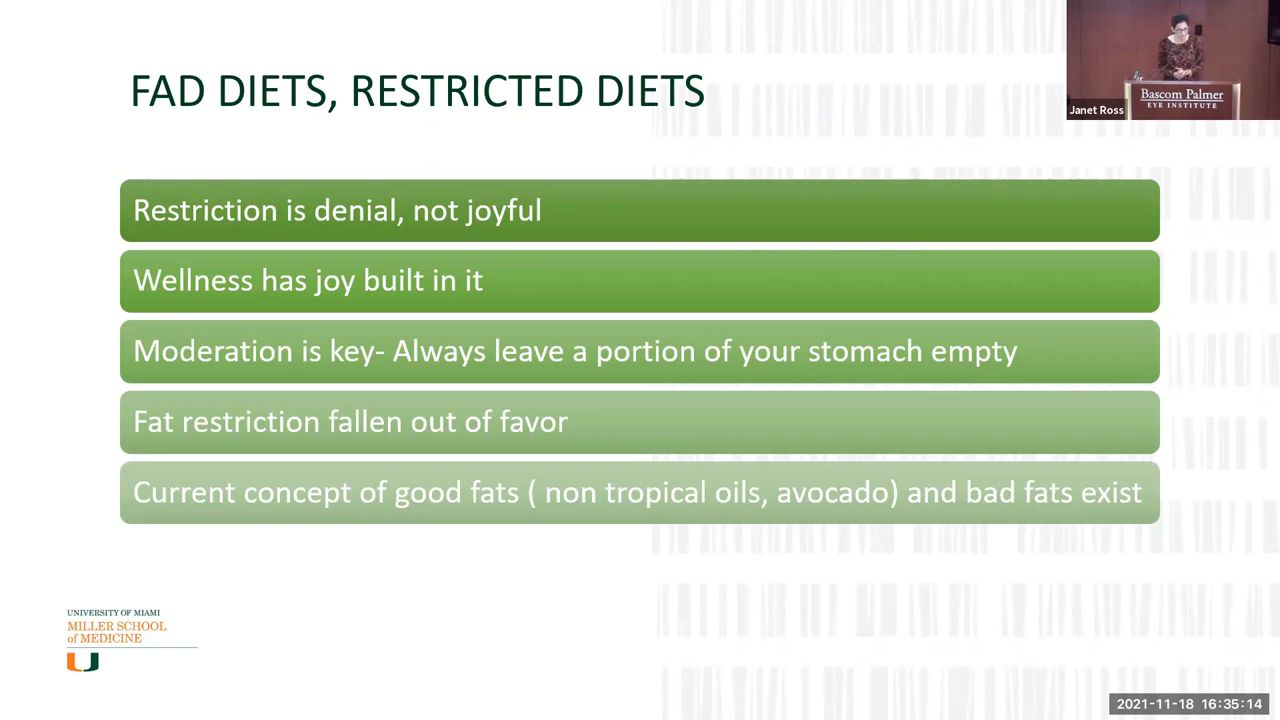 FAD DIETS, RESTRICTED DIETS
Bascom Palmer
EYE INSTITUTE
Janet Ross
Restriction is denial, not joyful
Wellness has joy built in it
Moderation is key- Always leave a portion of your stomach empty
Fat restriction fallen out of favor
Current concept of good fats ( non tropical oils, avocado) and bad fats exist
UNIVERSITY OF MIAMI
MILLER SCHOOL
of MEDICINE
2021-11-18 16:35:14